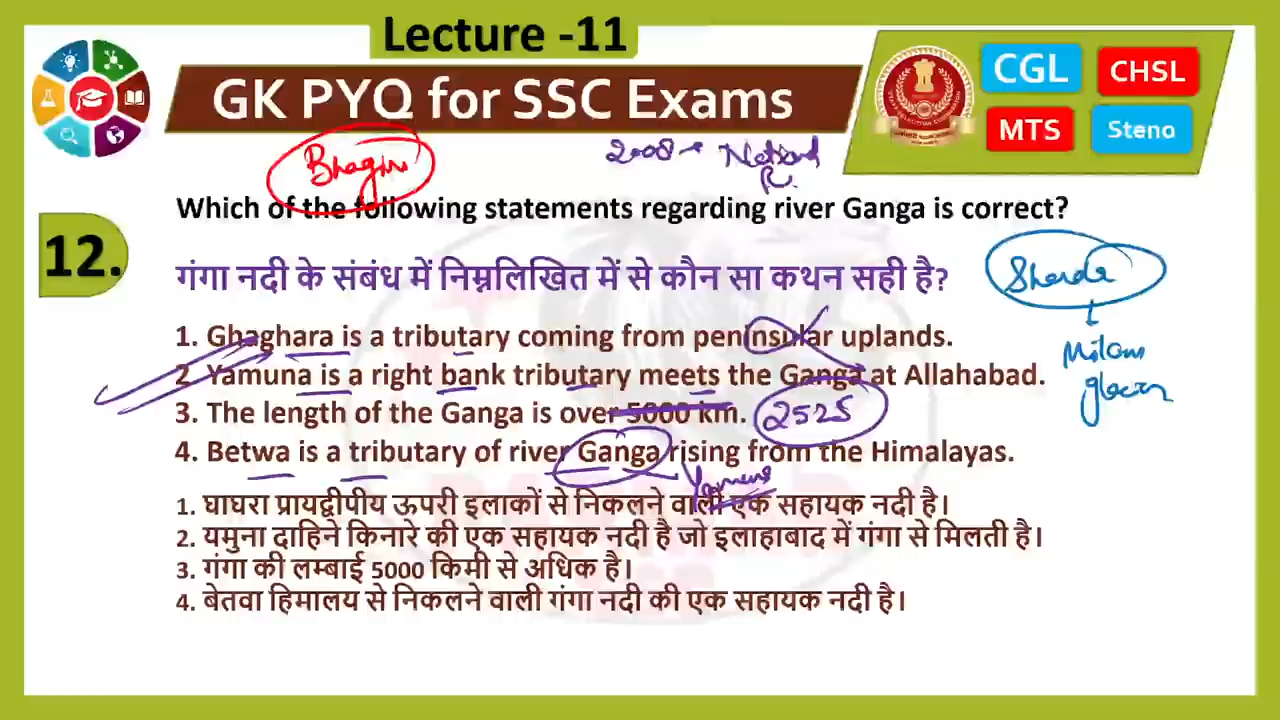 Lecture -11
GK PYQ for SSC Exams
CGL
CHSL
MTS
Steno
2008 → National R.
Which of the following statements regarding river Ganga is correct?
12.
गंगा नदी के संबंध में निम्नलिखित में से कौन सा कथन सही है?
Sharda
↓
Milam
glacier
1. Ghaghara is a tributary coming from peninsular uplands.
2. Yamuna is a right bank tributary meets the Ganga at Allahabad.
3. The length of the Ganga is over 5000 km. 2525
4. Betwa is a tributary of river Ganga rising from the Himalayas.
Yamuna
1. घाघरा प्रायद्वीपीय ऊपरी इलाकों से निकलने वाली एक सहायक नदी है।
2. यमुना दाहिने किनारे की एक सहायक नदी है जो इलाहाबाद में गंगा से मिलती है।
3. गंगा की लम्बाई 5000 किमी से अधिक है।
4. बेतवा हिमालय से निकलने वाली गंगा नदी की एक सहायक नदी है।